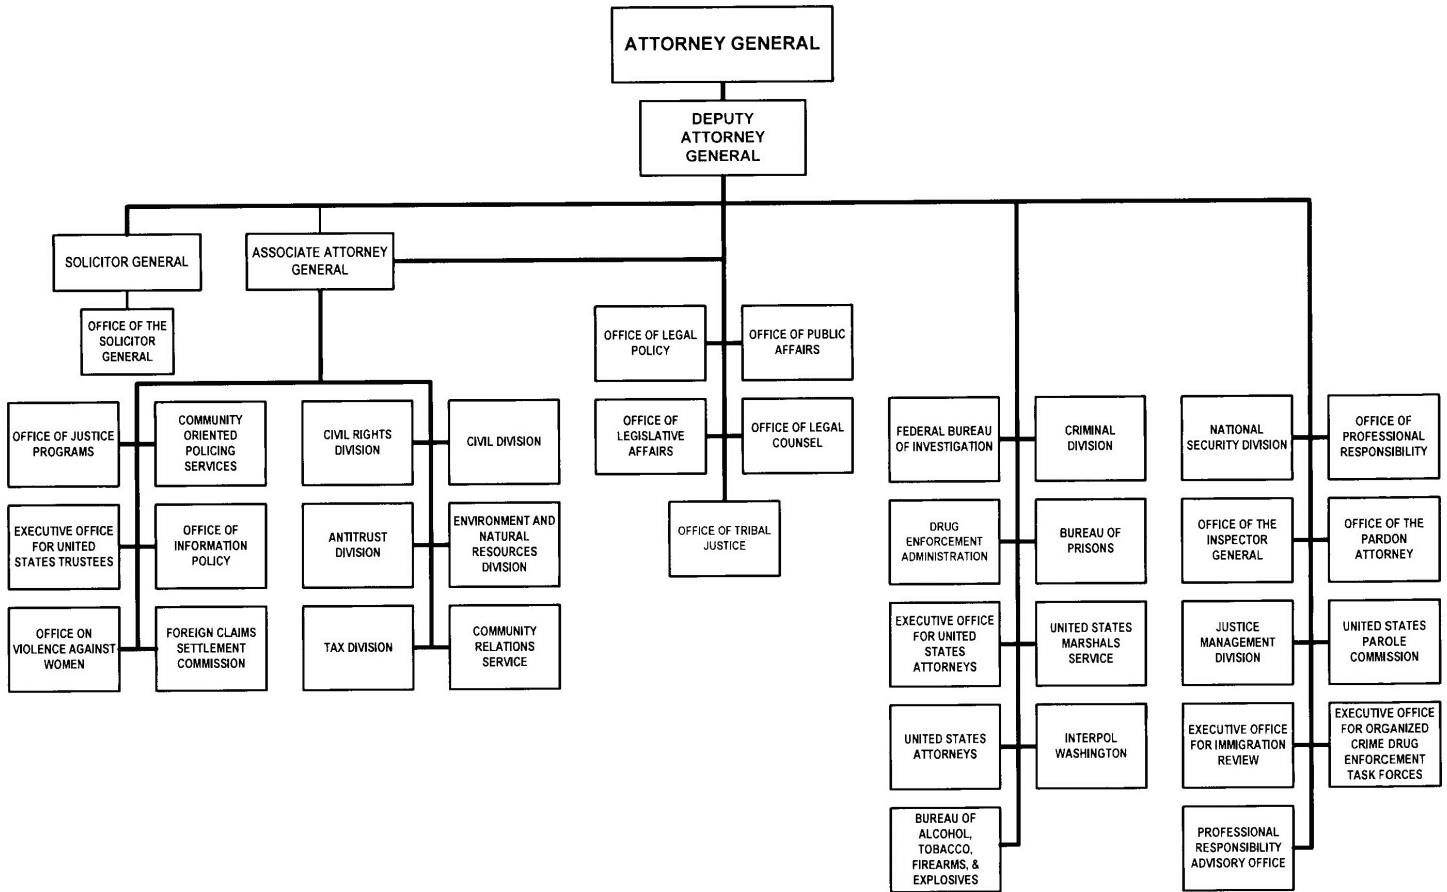 ATTORNEY GENERAL
DEPUTY
ATTORNEY
GENERAL
SOLICITOR GENERAL
ASSOCIATE ATTORNEY
GENERAL
OFFICE OF THE
SOLICITOR
GENERAL
OFFICE OF LEGAL
POLICY
OFFICE OF PUBLIC
AFFAIRS
OFFICE OF
LEGISLATIVE
AFFAIRS
OFFICE OF LEGAL
COUNSEL
OFFICE OF TRIBAL
JUSTICE
OFFICE OF JUSTICE
PROGRAMS
COMMUNITY
ORIENTED
POLICING
SERVICES
EXECUTIVE OFFICE
FOR UNITED
STATES TRUSTEES
OFFICE OF
INFORMATION
POLICY
OFFICE ON
VIOLENCE AGAINST
WOMEN
FOREIGN CLAIMS
SETTLEMENT
COMMISSION
CIVIL RIGHTS
DIVISION
CIVIL DIVISION
ANTITRUST
DIVISION
ENVIRONMENT AND
NATURAL
RESOURCES
DIVISION
TAX DIVISION
COMMUNITY
RELATIONS
SERVICE
FEDERAL BUREAU
OF INVESTIGATION
CRIMINAL
DIVISION
DRUG
ENFORCEMENT
ADMINISTRATION
BUREAU OF
PRISONS
EXECUTIVE OFFICE
FOR UNITED
STATES
ATTORNEYS
UNITED STATES
MARSHALS
SERVICE
UNITED STATES
ATTORNEYS
INTERPOL
WASHINGTON
BUREAU OF
ALCOHOL,
TOBACCO,
FIREARMS, &
EXPLOSIVES
NATIONAL
SECURITY DIVISION
OFFICE OF
PROFESSIONAL
RESPONSIBILITY
OFFICE OF THE
INSPECTOR
GENERAL
OFFICE OF THE
PARDON
ATTORNEY
JUSTICE
MANAGEMENT
DIVISION
UNITED STATES
PAROLE
COMMISSION
EXECUTIVE OFFICE
FOR IMMIGRATION
REVIEW
EXECUTIVE OFFICE
FOR ORGANIZED
CRIME DRUG
ENFORCEMENT
TASK FORCES
PROFESSIONAL
RESPONSIBILITY
ADVISORY OFFICE